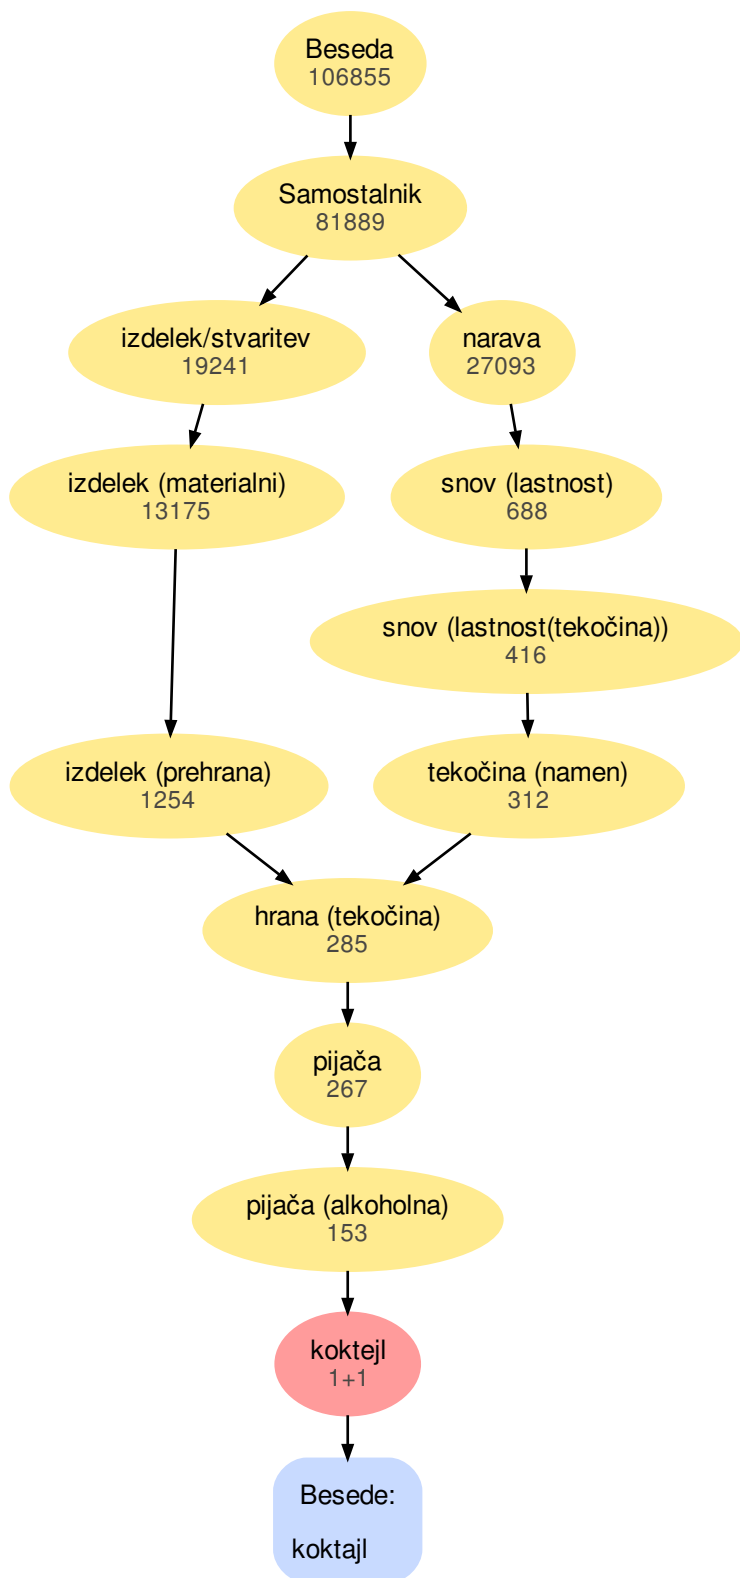 Beseda
106855
Samostalnik
81889
izdelek/stvaritev
19241
narava
27093
izdelek (materialni)
13175
snov (lastnost)
688
snov (lastnost(tekočina))
416
izdelek (prehrana)
1254
tekočina (namen)
312
hrana (tekočina)
285
pijača
267
pijača (alkoholna)
153
koktejl
1+1
Besede:
koktajl